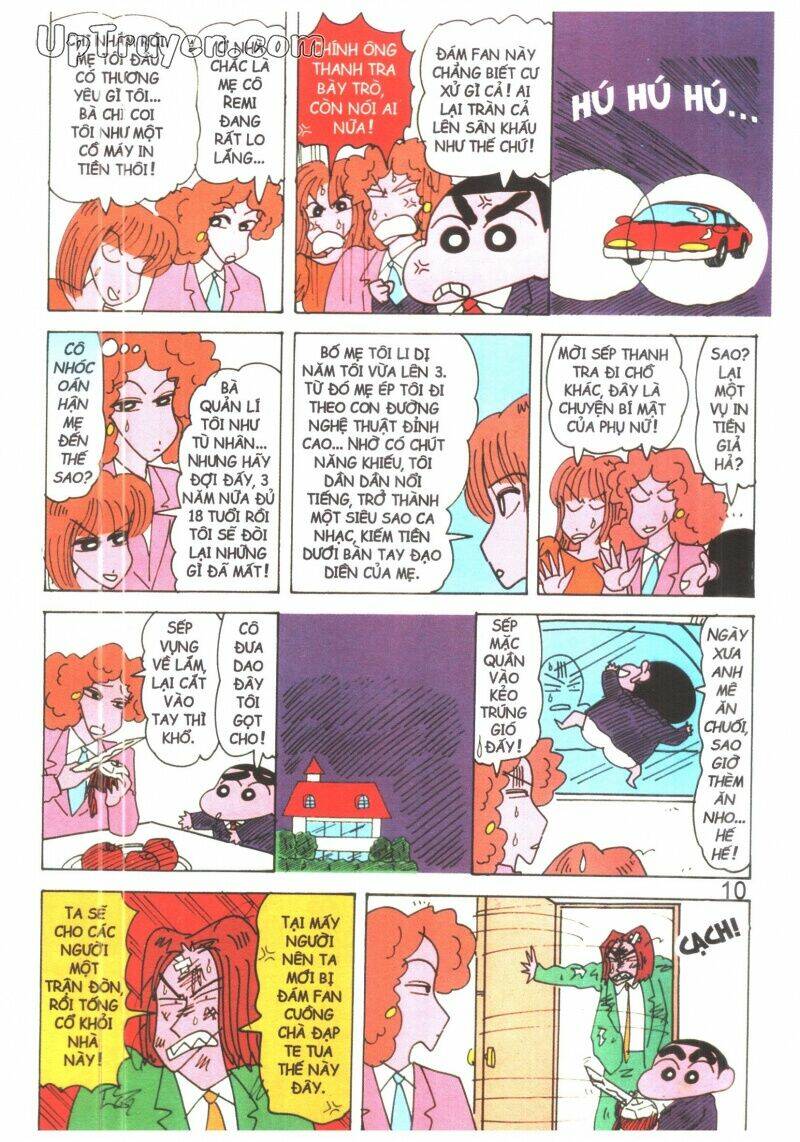 UpTruyen.com
HÚ HÚ HÚ...
ĐÁM FAN NÀY
CHẲNG BIẾT CƯ
XỬ GÌ CẢ! AI
LẠI TRÀN CẢ
LÊN SÂN KHẤU
NHƯ THẾ CHỨ!
CHÍNH ÔNG
THANH TRA
BÀY TRÒ,
CÒN NÓI AI
NỮA!
Ở NHÀ
CHẮC LÀ
MẸ CÔ
REMI
ĐANG
RẤT LO
LẮNG...
CHỊ NHẦM RỒI,
MẸ TÔI ĐÂU
CÓ THƯƠNG
YÊU GÌ TÔI...
BÀ CHỈ COI
TÔI NHƯ MỘT
CỖ MÁY IN
TIỀN THÔI!
SAO?
LẠI
MỘT
VỤ IN
TIỀN
GIẢ
HẢ?
MỜI SẾP THANH
TRA ĐI CHỖ
KHÁC, ĐÂY LÀ
CHUYỆN BÍ MẬT
CỦA PHỤ NỮ!
BỐ MẸ TÔI LI DỊ
NĂM TÔI VỪA LÊN 3.
TỪ ĐÓ MẸ ÉP TÔI ĐI
THEO CON ĐƯỜNG
NGHỆ THUẬT ĐỈNH
CAO... NHỜ CÓ CHÚT
NĂNG KHIẾU, TÔI
DẦN DẦN NỔI
TIẾNG, TRỞ THÀNH
MỘT SIÊU SAO CA
NHẠC, KIẾM TIỀN
DƯỚI BÀN TAY ĐẠO
DIỄN CỦA MẸ.
BÀ
QUẢN LÍ
TÔI NHƯ
TÙ NHÂN...
NHƯNG HÃY
ĐỢI ĐẤY, 3
NĂM NỮA ĐỦ
18 TUỔI RỒI
TÔI SẼ ĐÒI
LẠI NHỮNG
GÌ ĐÃ MẤT!
CÔ
NHÓC
OÁN
HẬN
MẸ
ĐẾN
THẾ
SAO?
NGÀY
XƯA
ANH
MÊ
ĂN
CHUỐI,
SAO
GIỜ
THÈM
ĂN
NHO...
HẾ
HẾ!
SẾP
MẶC
QUẦN
VÀO
KẺO
TRÚNG
GIÓ
ĐẤY!
CÔ
ĐƯA
DAO
ĐÂY
TÔI
GỌT
CHO!
SẾP
VỤNG
VỀ LẮM,
LẠI CẮT
VÀO
TAY THÌ
KHỔ.
10
CẠCH!
TẠI MẤY
NGƯỜI
NÊN TA
MỚI BỊ
ĐÁM FAN
CUỒNG
CHÀ ĐẠP
TE TUA
THẾ NÀY
ĐÂY.
TA SẼ
CHO CÁC
NGƯỜI
MỘT
TRẬN ĐÒN,
RỒI TỐNG
CỔ KHỎI
NHÀ
NÀY!